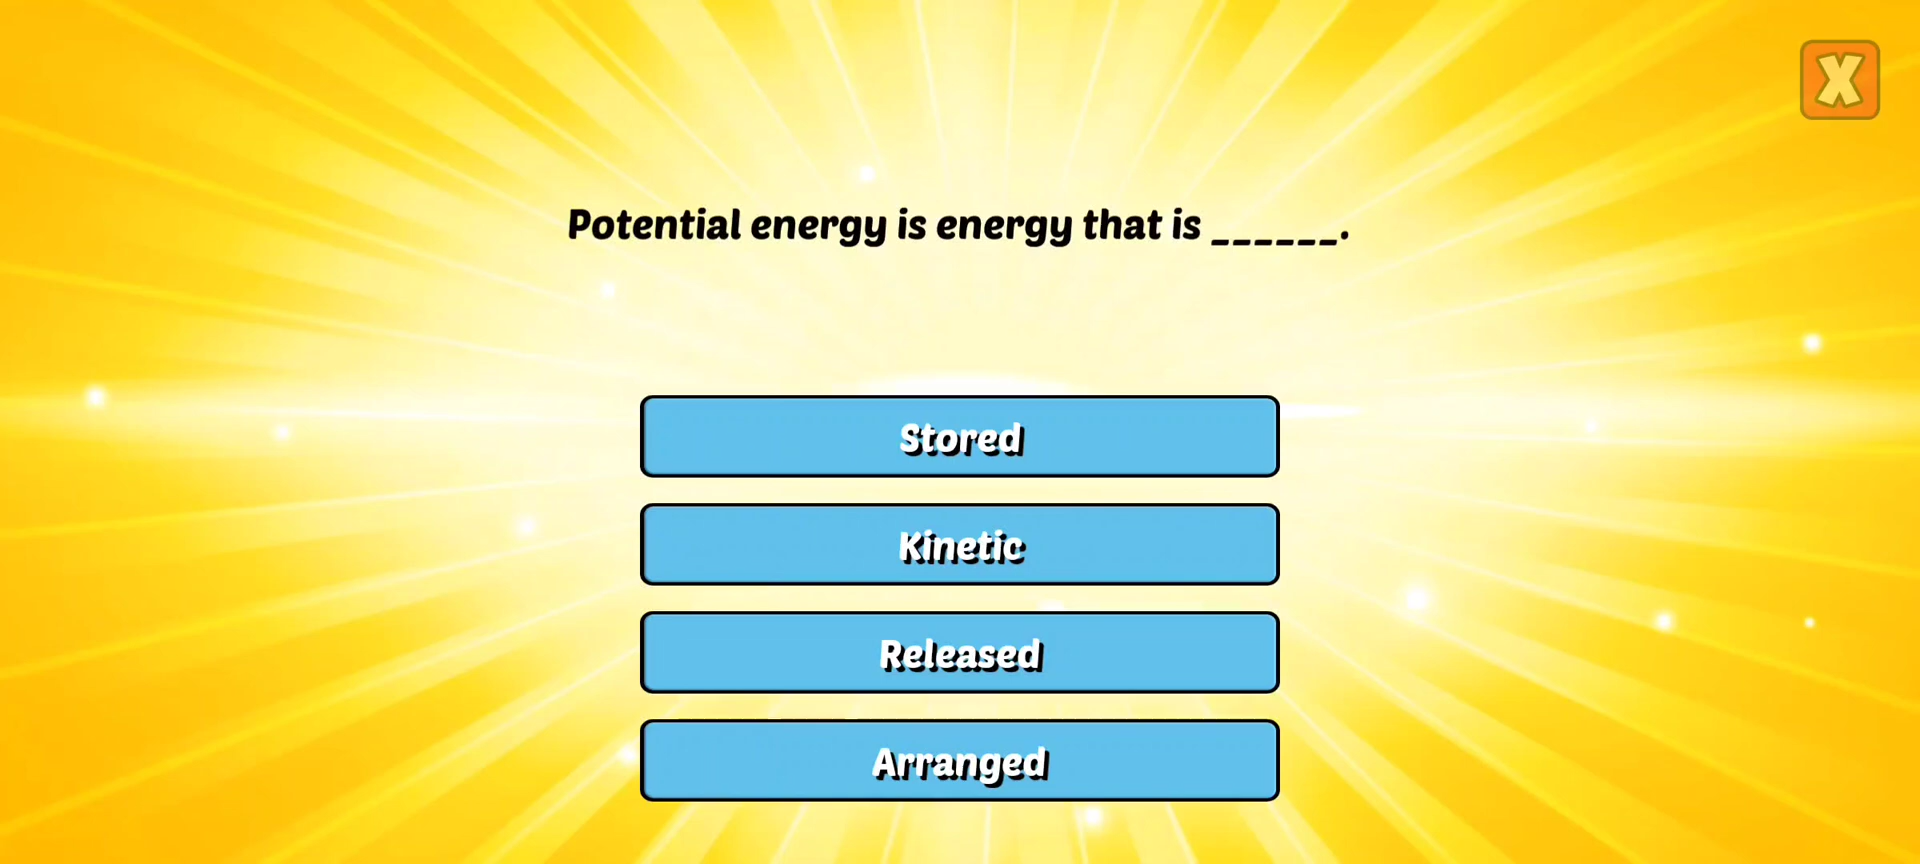 X
Potential energy is energy that is ______.
Stored
Kinetic
Released
Arranged